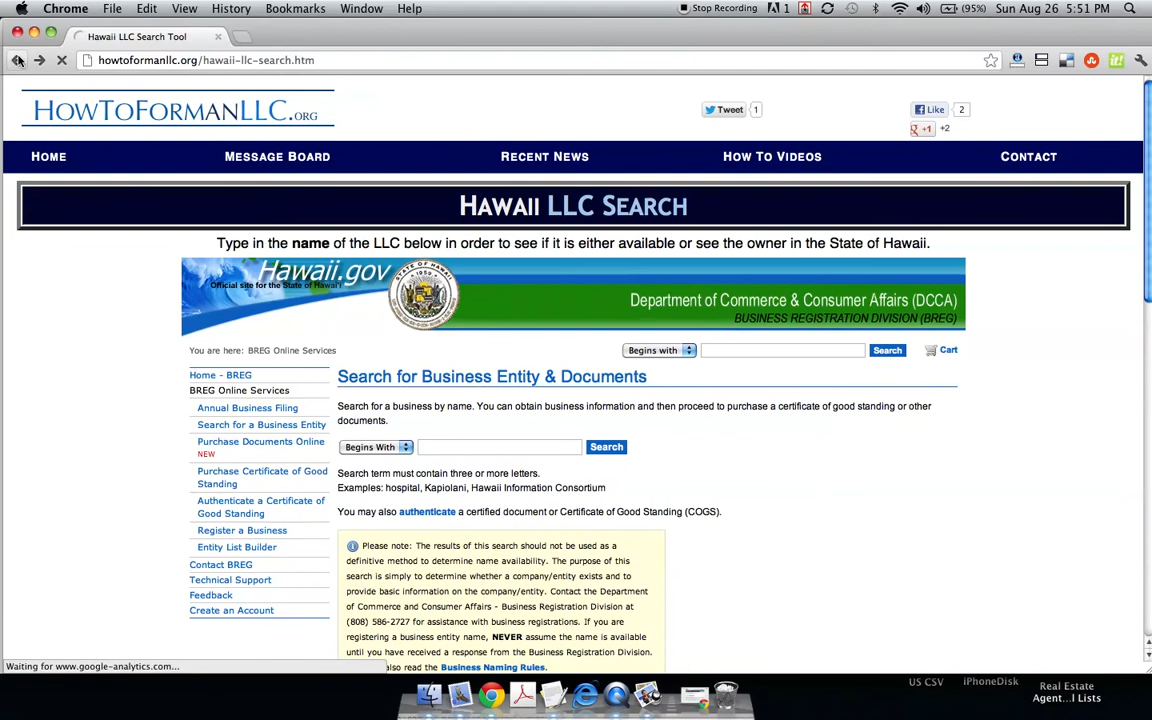 Chrome File Edit View History Bookmarks Window Help Stop Recording 1 (95%) Sun Aug 26 5:51 PM
Hawaii LLC Search Tool
howtoformanllc.org/hawaii-llc-search.htm
HowToFormanLLC.org
Tweet 1
Like 2
+1 +2
Home Message Board Recent News How To Videos Contact
Hawaii LLC Search
Type in the name of the LLC below in order to see if it is either available or see the owner in the State of Hawaii.
Hawaii.gov
Official site for the State of Hawai'i
Department of Commerce & Consumer Affairs (DCCA)
BUSINESS REGISTRATION DIVISION (BREG)
You are here: BREG Online Services
Begins with Search Cart
Home - BREG
BREG Online Services
Annual Business Filing
Search for a Business Entity
Purchase Documents Online
NEW
Purchase Certificate of Good
Standing
Authenticate a Certificate of
Good Standing
Register a Business
Entity List Builder
Contact BREG
Technical Support
Feedback
Create an Account
Search for Business Entity & Documents
Search for a business by name. You can obtain business information and then proceed to purchase a certificate of good standing or other
documents.
Begins With Search
Search term must contain three or more letters.
Examples: hospital, Kapiolani, Hawaii Information Consortium
You may also authenticate a certified document or Certificate of Good Standing (COGS).
Please note: The results of this search should not be used as a
definitive method to determine name availability. The purpose of this
search is simply to determine whether a company/entity exists and to
provide basic information on the company/entity. Contact the Department
of Commerce and Consumer Affairs - Business Registration Division at
(808) 586-2727 for assistance with business registrations. If you are
registering a business entity name, NEVER assume the name is available
until you have received a response from the Business Registration Division.
also read the Business Naming Rules.
Waiting for www.google-analytics.com...
US CSV iPhoneDisk Real Estate
Agent...l Lists